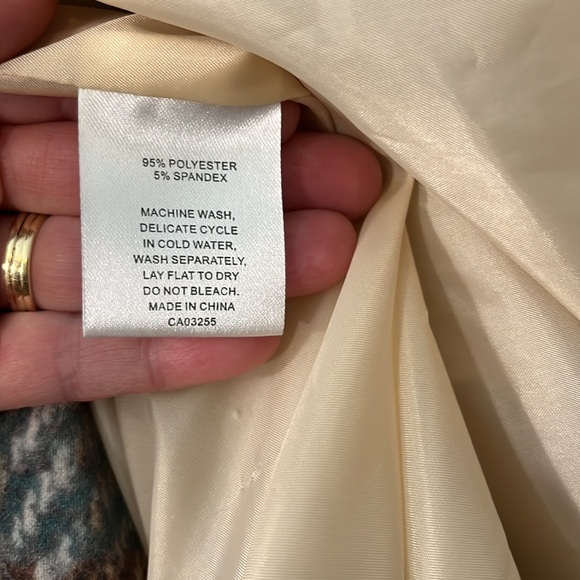 95% POLYESTER
5% SPANDEX
MACHINE WASH,
DELICATE CYCLE
IN COLD WATER,
WASH SEPARATELY.
LAY FLAT TO DRY
DO NOT BLEACH.
MADE IN CHINA
CA03255